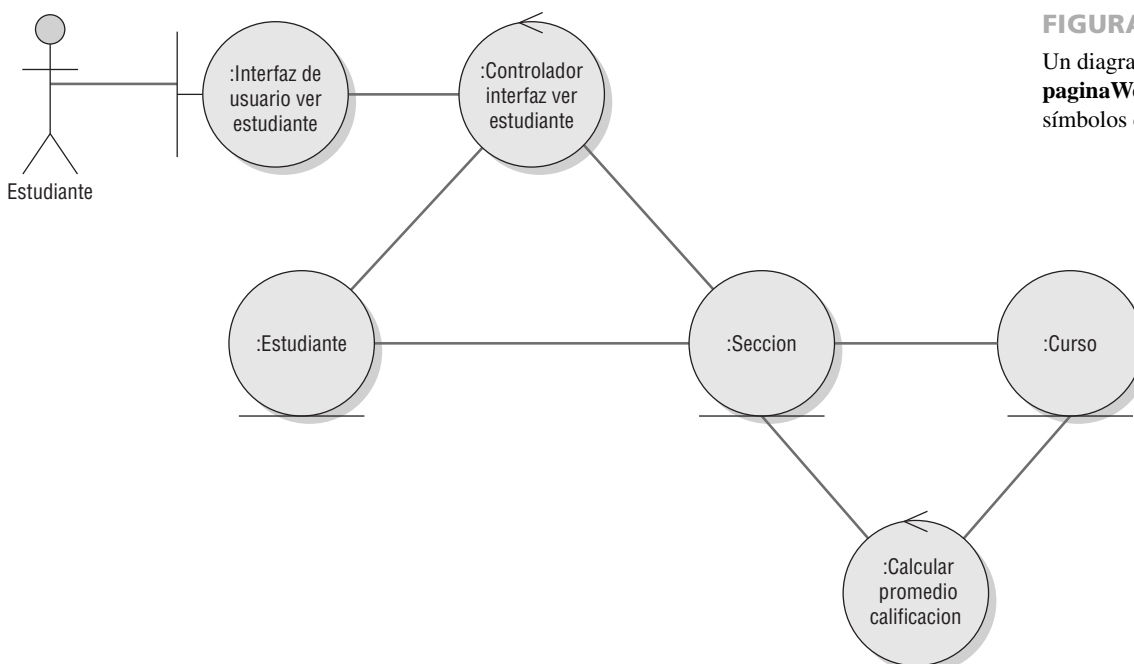 FIGURA
Un diagra
paginaWe
símbolos
:Interfaz de
usuario ver
estudiante
:Controlador
interfaz ver
estudiante
Estudiante
:Estudiante
:Seccion
:Curso
:Calcular
promedio
calificacion